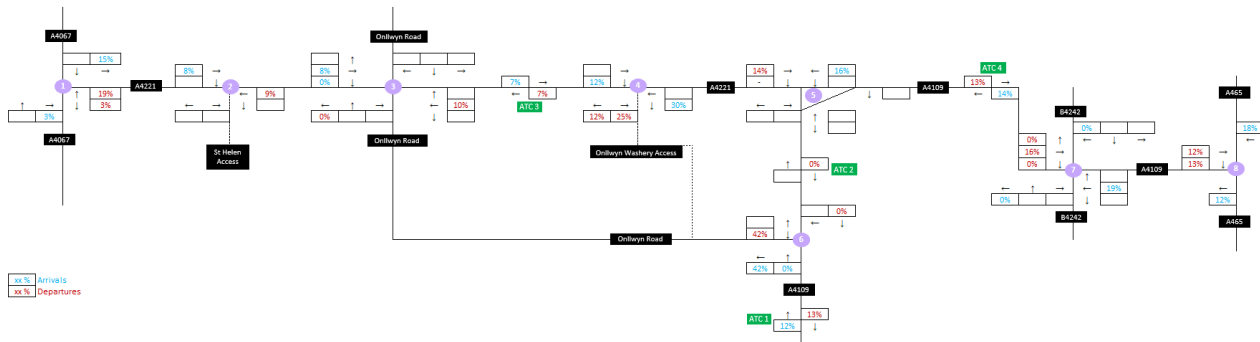 A4067
15%
↓ →
1
A4221
↑ →
↑ ↓
19%
3%
3%
A4067
8%
→ ↓
2
← →
← ↓
9%
St Helen Access
Onllwyn Road
8%
0%
↑ → ↓
← ↓ →
3
0%
← ↑ →
↑ ← ↓
10%
Onllwyn Road
7%
→
←
7%
ATC 3
12%
→ ↓
4
← →
12% 25%
← ↓
30%
Onllwyn Washery Access
A4221
14%
-
→ ↓
16%
↓ ←
5
← →
↑ ↓
↓
A4109
ATC 4
13%
→
←
14%
↑
0%
↓
ATC 2
0%
← ↓
↑ ↓
42%
Onllwyn Road
6
← ↑
42% 0%
A4109
ATC 1
↑
12%
13%
↓
B4242
0%
← ↓ →
0%
16%
0%
↑ → ↓
7
← ↑ →
0%
↑ ← ↓
19%
B4242
A4109
A465
18%
←
12%
13%
→ ↓
8
←
12%
A465
xx % Arrivals
xx % Departures